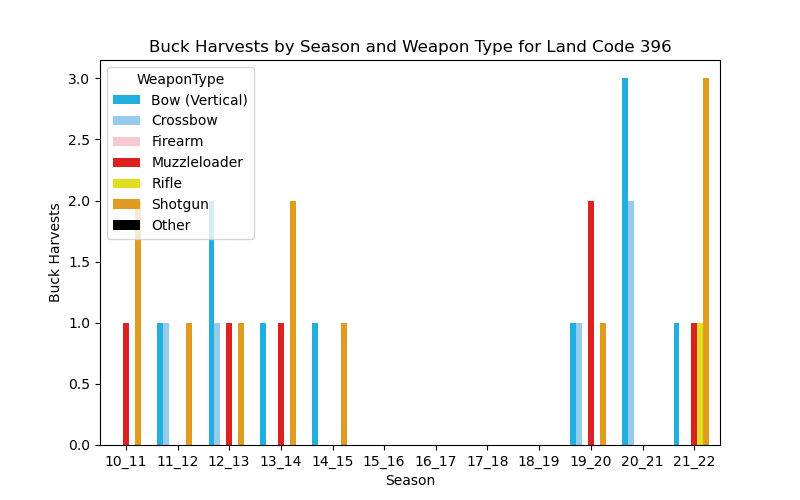 Buck Harvests by Season and Weapon Type for Land Code 396
WeaponType
Bow (Vertical)
Crossbow
Firearm
Muzzleloader
Rifle
Shotgun
Other
Buck Harvests
3.0
2.5
2.0
1.5
1.0
0.5
0.0
10_11 11_12 12_13 13_14 14_15 15_16 16_17 17_18 18_19 19_20 20_21 21_22
Season